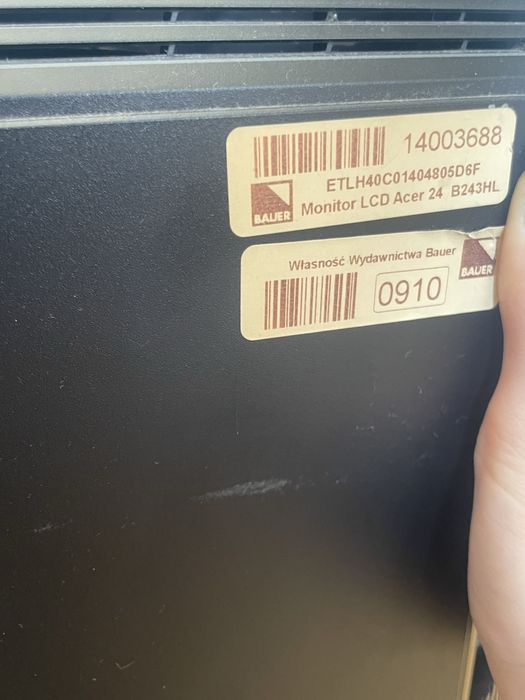 14003688
ETLH40C01404805D6F
BAUER Monitor LCD Acer 24 B243HL
Własność Wydawnictwa Bauer
BAUER
0910